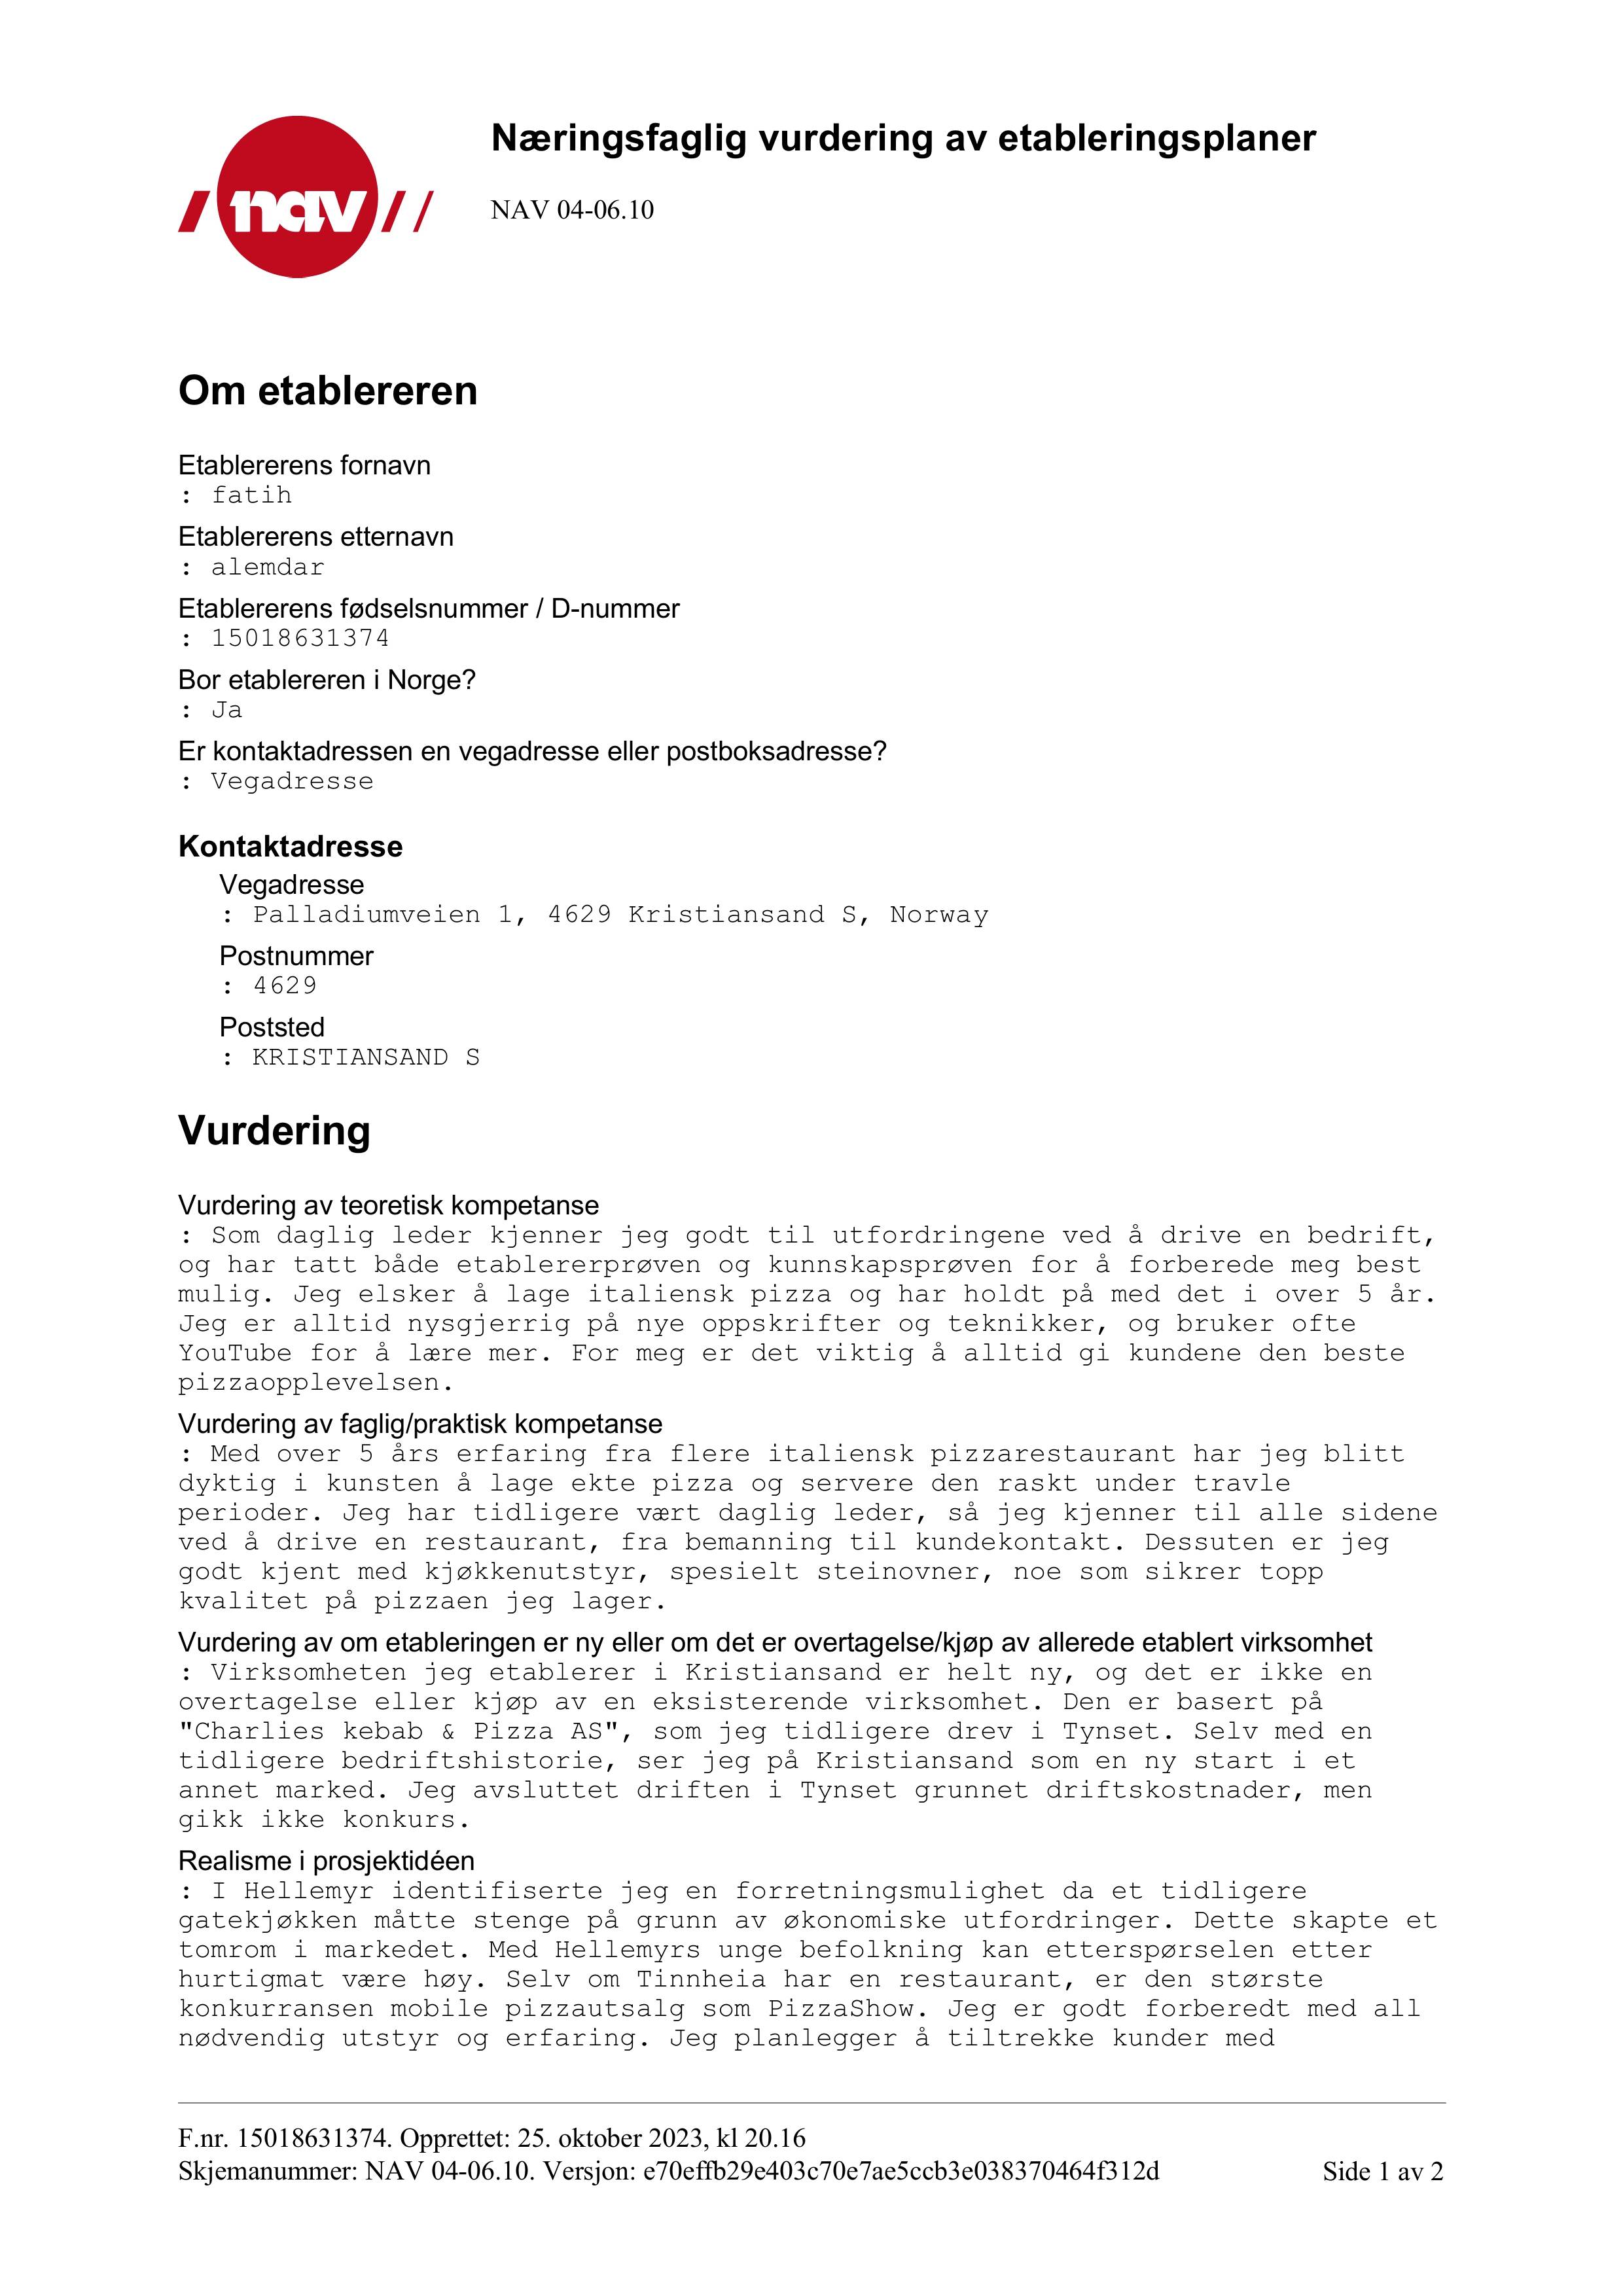 nav
Næringsfaglig vurdering av etableringsplaner
NAV 04-06.10
Om etablereren
Etablererens fornavn
: fatih
Etablererens etternavn
: alemdar
Etablererens fødselsnummer / D-nummer
: 15018631374
Bor etablereren i Norge?
: Ja
Er kontaktadressen en vegadresse eller postboksadresse?
: Vegadresse
Kontaktadresse
Vegadresse
: Palladiumveien 1, 4629 Kristiansand S, Norway
Postnummer
: 4629
Poststed
: KRISTIANSAND S
Vurdering
Vurdering av teoretisk kompetanse
: Som daglig leder kjenner jeg godt til utfordringene ved å drive en bedrift,
og har tatt både etablererprøven og kunnskapsprøven for å forberede meg best
mulig. Jeg elsker å lage italiensk pizza og har holdt på med det i over 5 år.
Jeg er alltid nysgjerrig på nye oppskrifter og teknikker, og bruker ofte
YouTube for å lære mer. For meg er det viktig å alltid gi kundene den beste
pizzaopplevelsen.
Vurdering av faglig/praktisk kompetanse
: Med over 5 års erfaring fra flere italiensk pizzarestaurant har jeg blitt
dyktig i kunsten å lage ekte pizza og servere den raskt under travle
perioder. Jeg har tidligere vært daglig leder, så jeg kjenner til alle sidene
ved å drive en restaurant, fra bemanning til kundekontakt. Dessuten er jeg
godt kjent med kjøkkenutstyr, spesielt steinovner, noe som sikrer topp
kvalitet på pizzaen jeg lager.
Vurdering av om etableringen er ny eller om det er overtagelse/kjøp av allerede etablert virksomhet
: Virksomheten jeg etablerer i Kristiansand er helt ny, og det er ikke en
overtagelse eller kjøp av en eksisterende virksomhet. Den er basert på
"Charlies kebab & Pizza AS", som jeg tidligere drev i Tynset. Selv med en
tidligere bedriftshistorie, ser jeg på Kristiansand som en ny start i et
annet marked. Jeg avsluttet driften i Tynset grunnet driftskostnader, men
gikk ikke konkurs.
Realisme i prosjektidéen
: I Hellemyr identifiserte jeg en forretningsmulighet da et tidligere
gatekjøkken måtte stenge på grunn av økonomiske utfordringer. Dette skapte et
tomrom i markedet. Med Hellemyrs unge befolkning kan etterspørselen etter
hurtigmat være høy. Selv om Tinnheia har en restaurant, er den største
konkurransen mobile pizzautsalg som PizzaShow. Jeg er godt forberedt med all
nødvendig utstyr og erfaring. Jeg planlegger å tiltrekke kunder med
F.nr. 15018631374. Opprettet: 25. oktober 2023, kl 20.16
Skjemanummer: NAV 04-06.10. Versjon: e70effb29e403c70e7ae5ccb3e038370464f312d Side 1 av 2